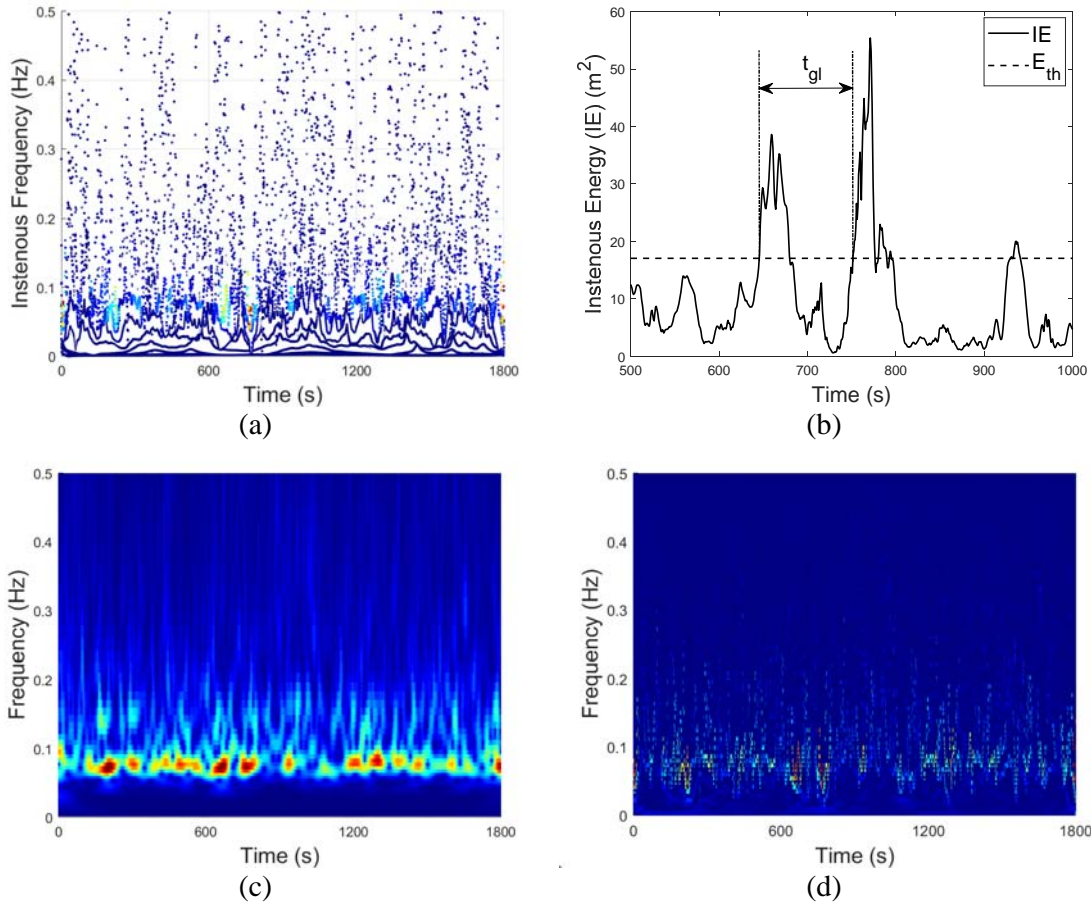 0.5
0.4
0.3
0.2
0.1
0
Instenous Frequency (Hz)
0
600
1200
1800
Time (s)
(a)
60
50
40
30
20
10
0
Instenous Energy (IE) (m²)
t_gl
IE
E_th
500
600
700
800
900
1000
Time (s)
(b)
0.5
0.4
0.3
0.2
0.1
0
Frequency (Hz)
0
600
1200
1800
Time (s)
(c)
0.5
0.4
0.3
0.2
0.1
0
Frequency (Hz)
0
600
1200
1800
Time (s)
(d)